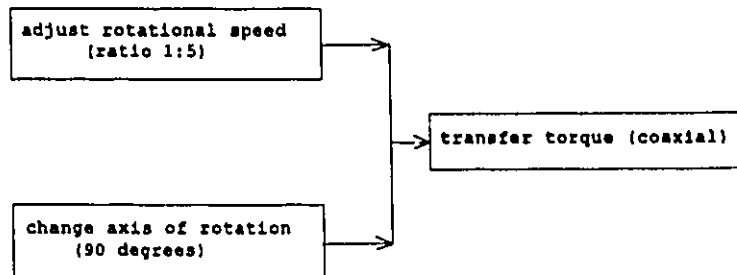 adjust rotational speed
(ratio 1:5)
transfer torque (coaxial)
change axis of rotation
(90 degrees)